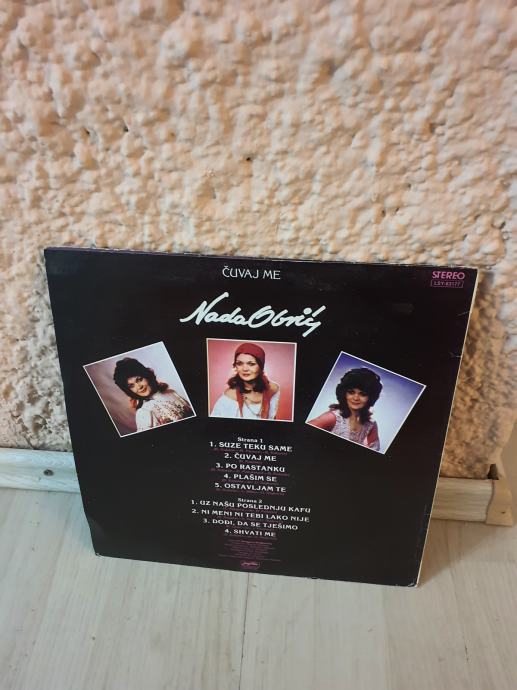 ČUVAJ ME
STEREO
LSY-63177
Nada Obrić
Strana 1
1. SUZE TEKU SAME
2. ČUVAJ ME
3. PO RASTANKU
4. PLAŠIM SE
5. OSTAVLJAM TE
Strana 2
1. UZ NAŠU POSLEDNJU KAFU
2. NI MENI NI TEBI LAKO NIJE
3. DOĐI, DA SE TJEŠIMO
4. SHVATI ME